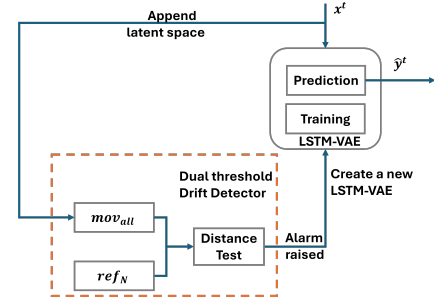 x^t
Append
latent space
ŷ^t
Prediction
Training
LSTM-VAE
Dual threshold
Drift Detector
Create a new
LSTM-VAE
mov_all
Distance
Test
Alarm
raised
ref_N